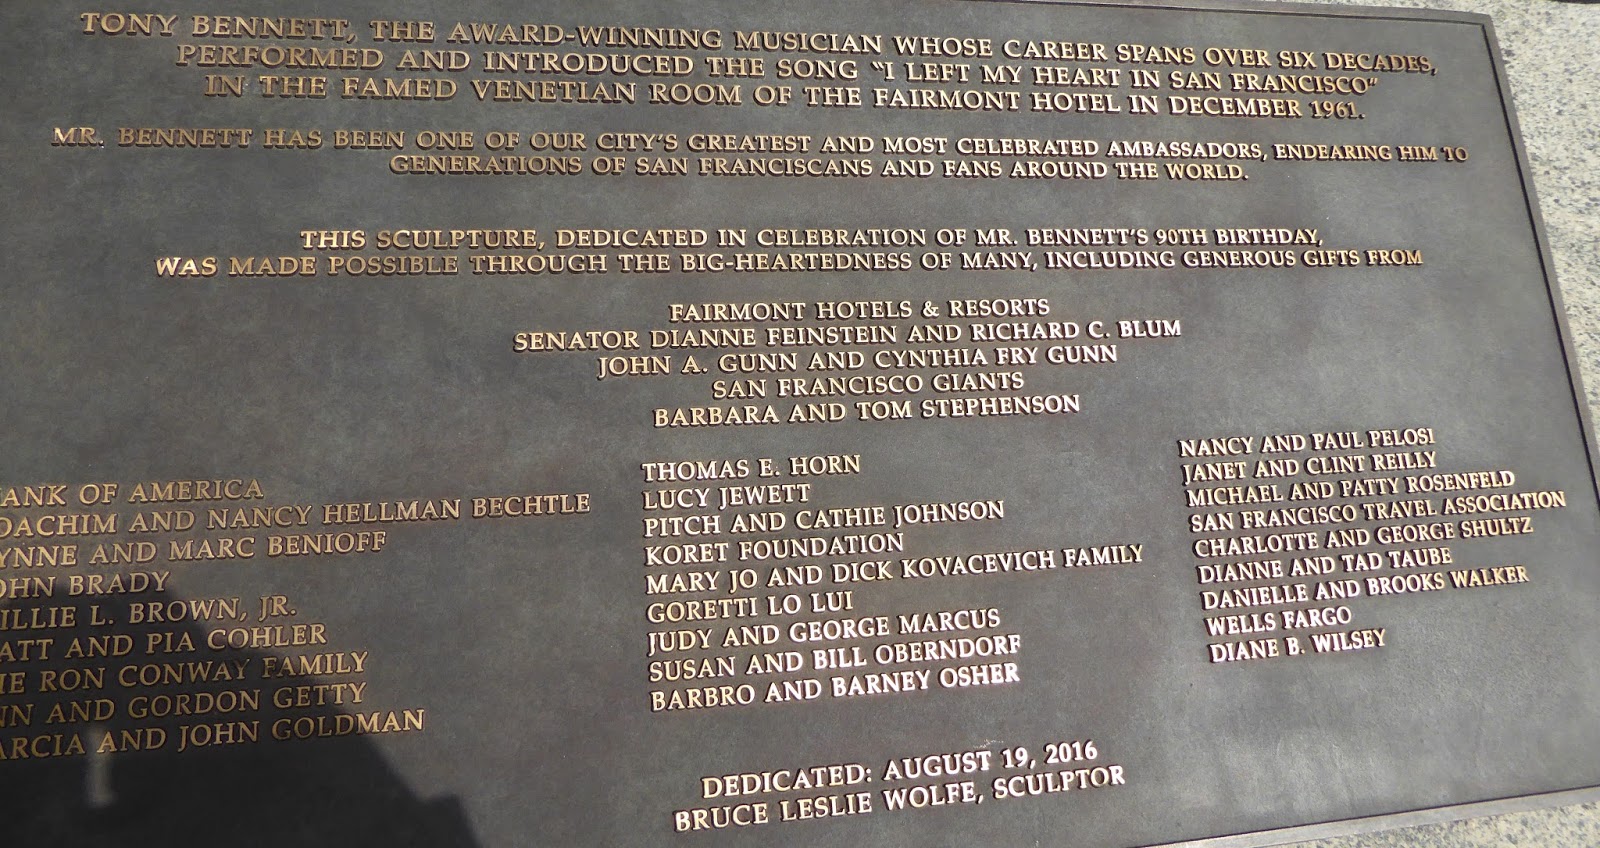 TONY BENNETT, THE AWARD-WINNING MUSICIAN WHOSE CAREER SPANS OVER SIX DECADES,
PERFORMED AND INTRODUCED THE SONG "I LEFT MY HEART IN SAN FRANCISCO"
IN THE FAMED VENETIAN ROOM OF THE FAIRMONT HOTEL IN DECEMBER 1961.
MR. BENNETT HAS BEEN ONE OF OUR CITY'S GREATEST AND MOST CELEBRATED AMBASSADORS, ENDEARING HIM TO
GENERATIONS OF SAN FRANCISCANS AND FANS AROUND THE WORLD.
THIS SCULPTURE, DEDICATED IN CELEBRATION OF MR. BENNETT'S 90TH BIRTHDAY,
WAS MADE POSSIBLE THROUGH THE BIG-HEARTEDNESS OF MANY, INCLUDING GENEROUS GIFTS FROM
FAIRMONT HOTELS & RESORTS
SENATOR DIANNE FEINSTEIN AND RICHARD C. BLUM
JOHN A. GUNN AND CYNTHIA FRY GUNN
SAN FRANCISCO GIANTS
BARBARA AND TOM STEPHENSON
ANK OF AMERICA
OACHIM AND NANCY HELLMAN BECHTLE
YNNE AND MARC BENIOFF
OHN BRADY
ILLIE L. BROWN, JR.
ATT AND PIA COHLER
HE RON CONWAY FAMILY
NN AND GORDON GETTY
ARCIA AND JOHN GOLDMAN
THOMAS E. HORN
LUCY JEWETT
PITCH AND CATHIE JOHNSON
KORET FOUNDATION
MARY JO AND DICK KOVACEVICH FAMILY
GORETTI LO LUI
JUDY AND GEORGE MARCUS
SUSAN AND BILL OBERNDORF
BARBRO AND BARNEY OSHER
NANCY AND PAUL PELOSI
JANET AND CLINT REILLY
MICHAEL AND PATTY ROSENFELD
SAN FRANCISCO TRAVEL ASSOCIATION
CHARLOTTE AND GEORGE SHULTZ
DIANNE AND TAD TAUBE
DANIELLE AND BROOKS WALKER
WELLS FARGO
DIANE B. WILSEY
DEDICATED: AUGUST 19, 2016
BRUCE LESLIE WOLFE, SCULPTOR